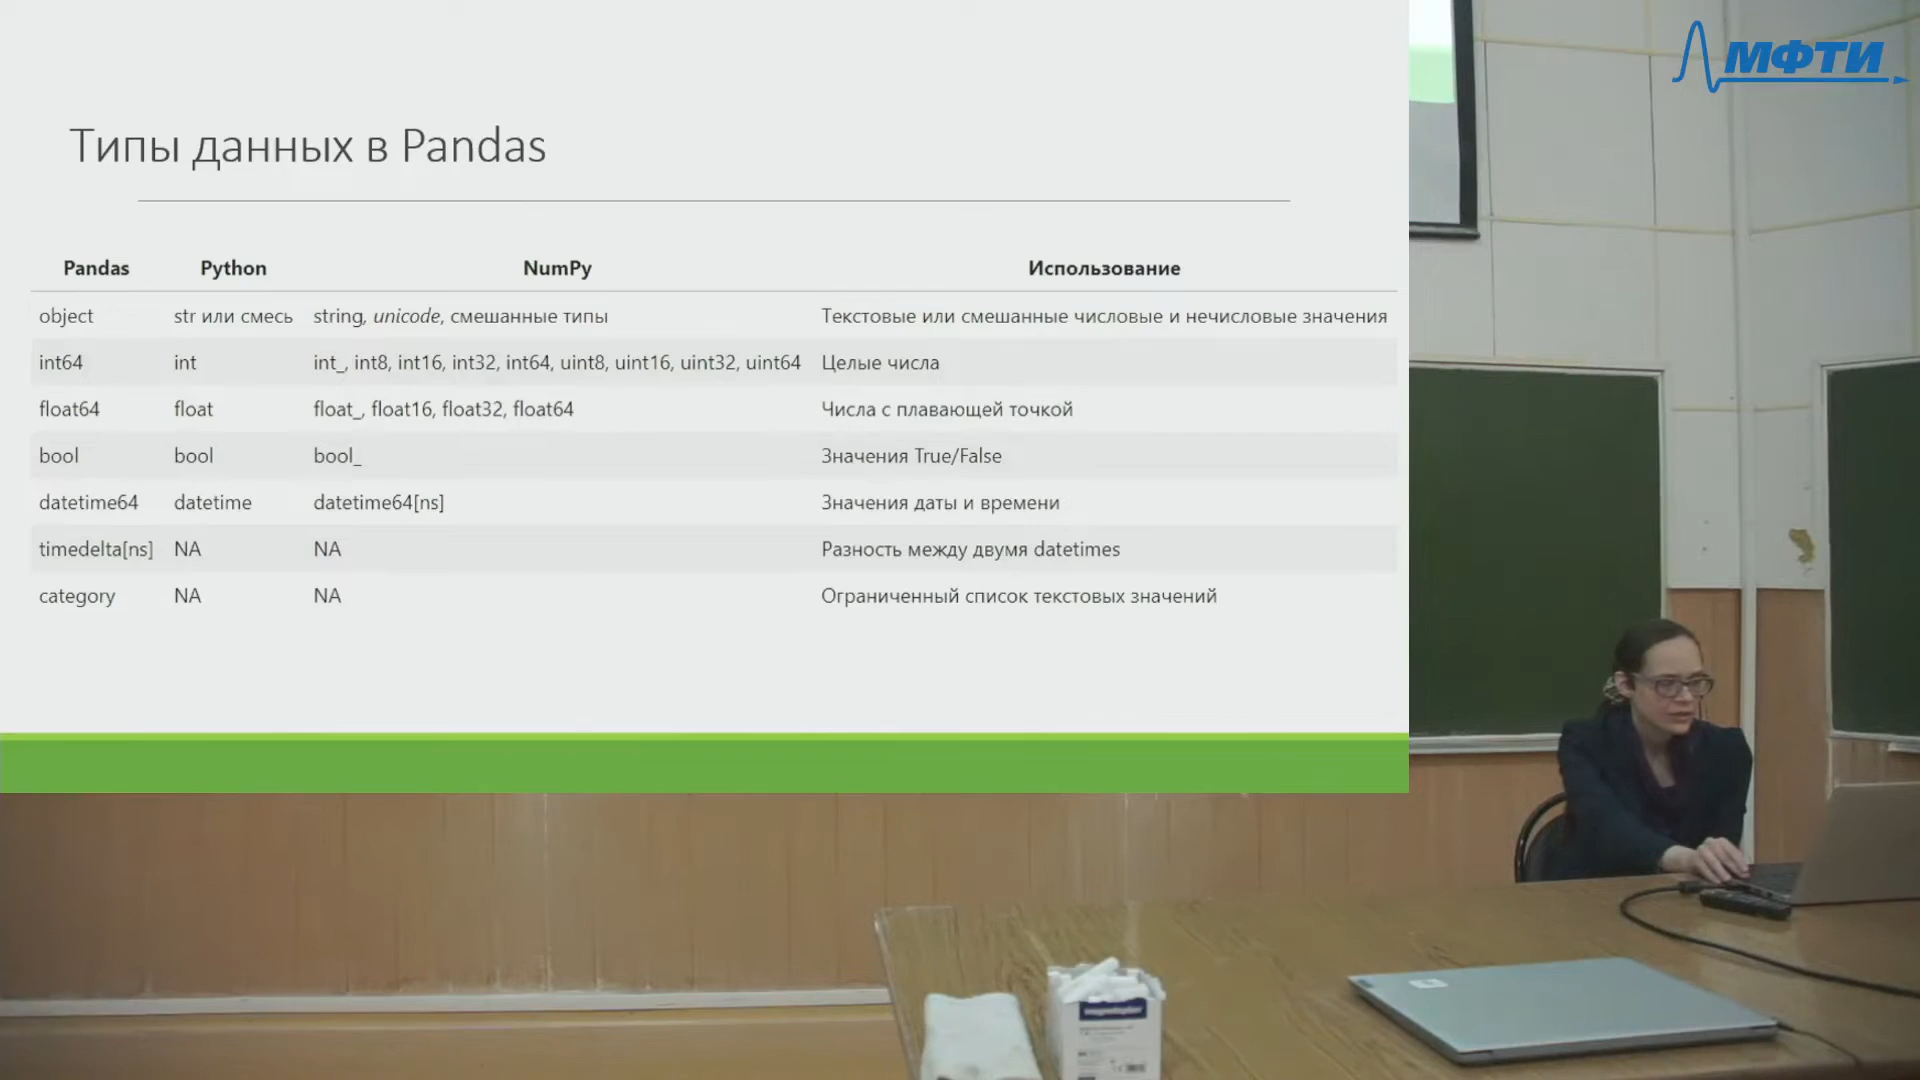 МФТИ
Типы данных в Pandas
Pandas Python NumPy Использование
object str или смесь string, unicode, смешанные типы Текстовые или смешанные числовые и нечисловые значения
int64 int int_, int8, int16, int32, int64, uint8, uint16, uint32, uint64 Целые числа
float64 float float_, float16, float32, float64 Числа с плавающей точкой
bool bool bool_ Значения True/False
datetime64 datetime datetime64[ns] Значения даты и времени
timedelta[ns] NA NA Разность между двумя datetimes
category NA NA Ограниченный список текстовых значений